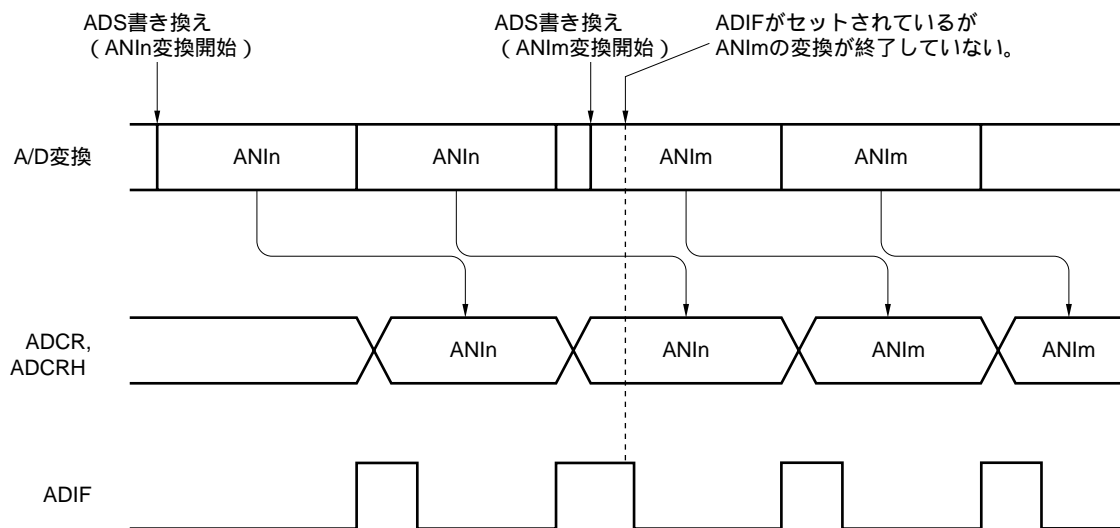 ADS書き換え
（ANIn変換開始）
ADS書き換え
（ANIm変換開始）
ADIFがセットされているが
ANImの変換が終了していない。
A/D変換
ANIn
ANIn
ANIm
ANIm
ADCR,
ADCRH
ANIn
ANIn
ANIm
ANIm
ADIF